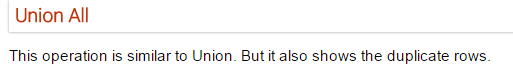 Union All
This operation is similar to Union. But it also shows the duplicate rows.